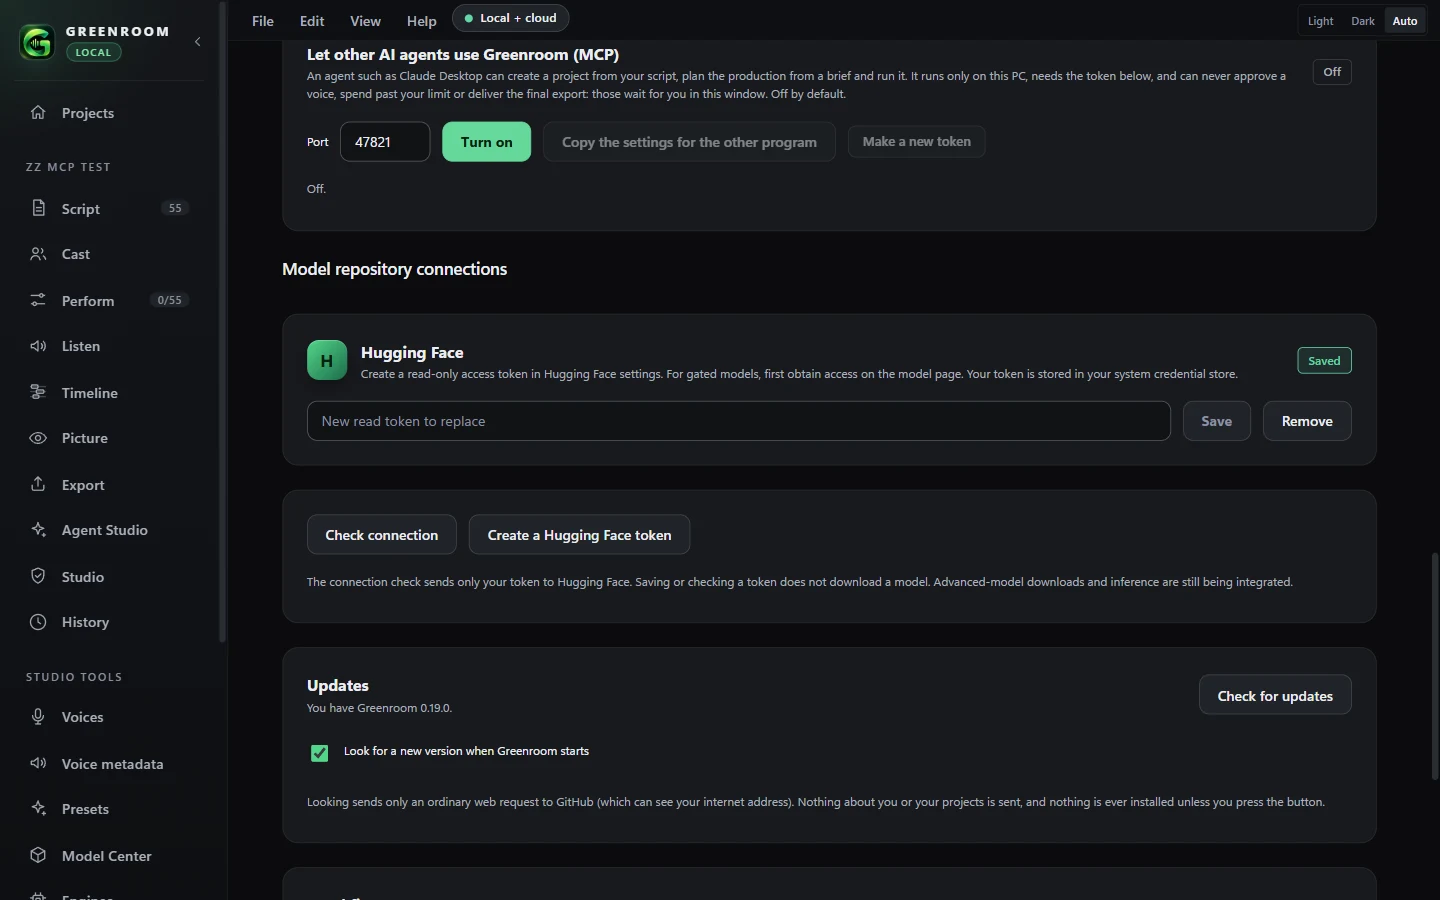 GREENROOM
LOCAL
File Edit View Help Local + cloud
Light Dark Auto
Projects
ZZ MCP TEST
Script 55
Cast
Perform 0/55
Listen
Timeline
Picture
Export
Agent Studio
Studio
History
STUDIO TOOLS
Voices
Voice metadata
Presets
Model Center
Let other AI agents use Greenroom (MCP)
An agent such as Claude Desktop can create a project from your script, plan the production from a brief and run it. It runs only on this PC, needs the token below, and can never approve a
voice, spend past your limit or deliver the final export: those wait for you in this window. Off by default.
Off
Port 47821 Turn on Copy the settings for the other program Make a new token
Off.
Model repository connections
H
Hugging Face
Create a read-only access token in Hugging Face settings. For gated models, first obtain access on the model page. Your token is stored in your system credential store.
Saved
New read token to replace Save Remove
Check connection Create a Hugging Face token
The connection check sends only your token to Hugging Face. Saving or checking a token does not download a model. Advanced-model downloads and inference are still being integrated.
Updates
You have Greenroom 0.19.0.
Check for updates
Look for a new version when Greenroom starts
Looking sends only an ordinary web request to GitHub (which can see your internet address). Nothing about you or your projects is sent, and nothing is ever installed unless you press the button.